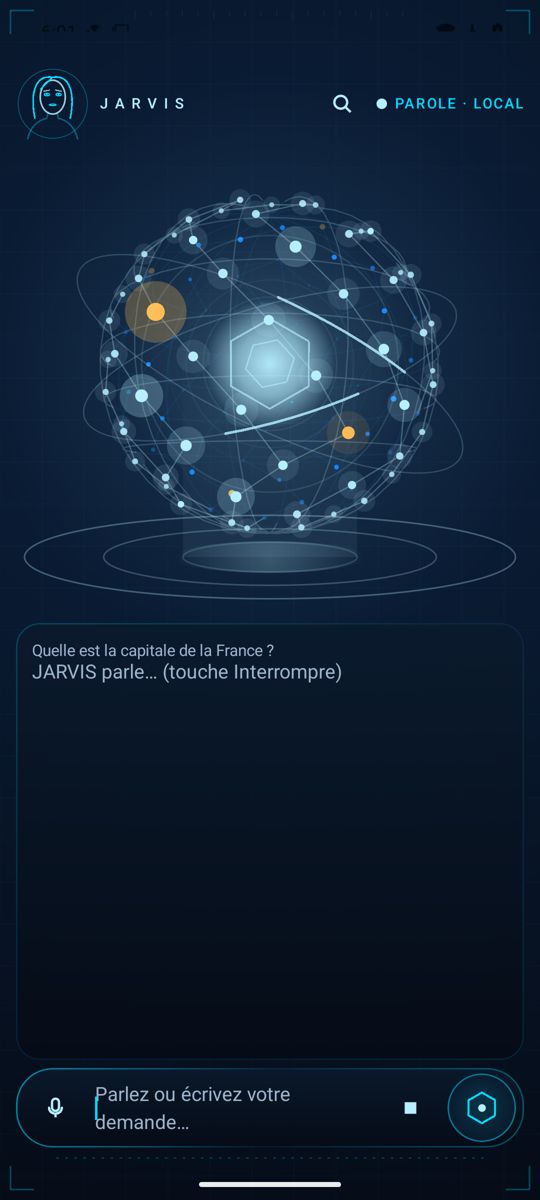 JARVIS
PAROLE · LOCAL
Quelle est la capitale de la France ?
JARVIS parle… (touche Interrompre)
Parlez ou écrivez votre
demande…